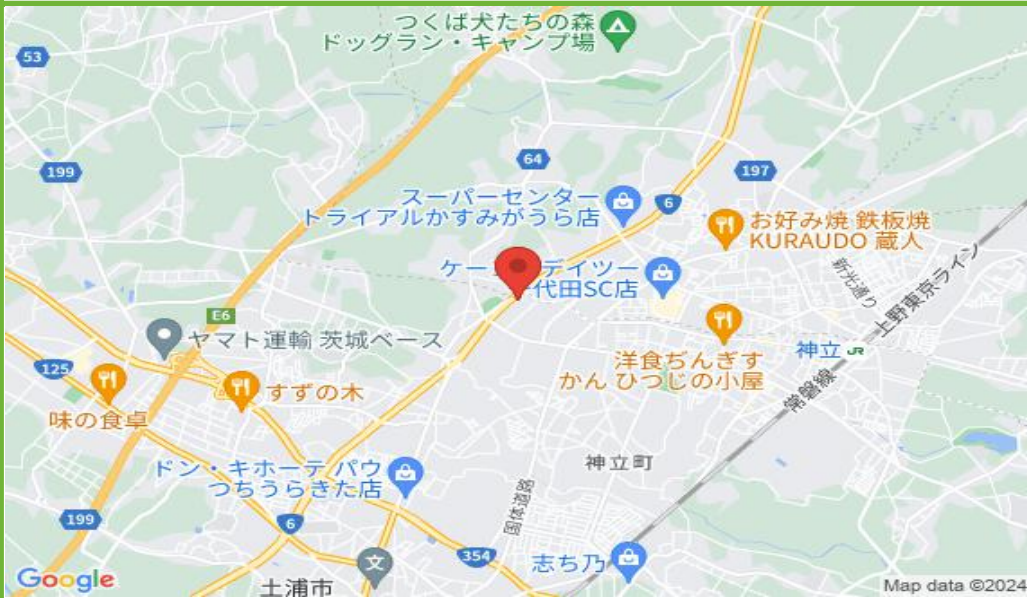 つくば犬たちの森
ドッグラン・キャンプ場
53
199
64
197
スーパーセンター
トライアルかすみがうら店
6
お好み焼 鉄板焼
KURAUDO 蔵人
ケー
デイツー
代田SC店
新光通り
上野東京ライン
E6
ヤマト運輸 茨城ベース
神立 JR
洋食ぢんぎす
かん ひつじの小屋
125
すずの木
味の食卓
常磐線
ドン・キホーテ パウ
つちうらきた店
神立町
国体道路
199
6
354
志ち乃
文
土浦市
Google
Map data ©2024